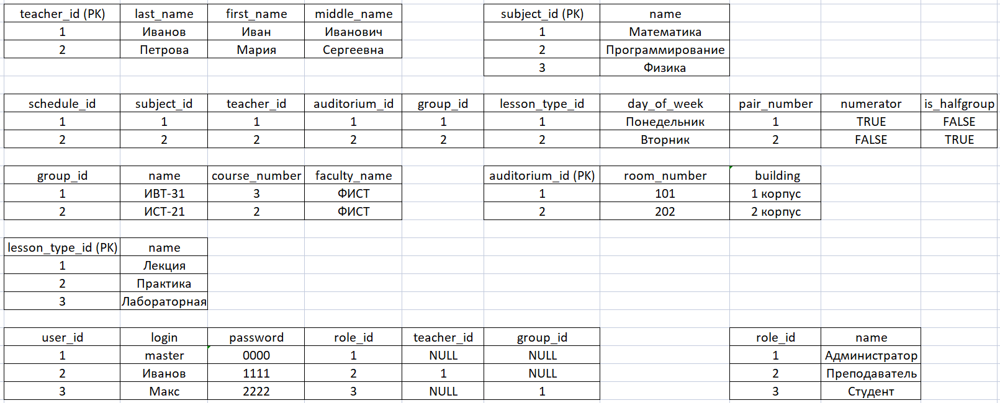 teacher_id (PK) last_name first_name middle_name subject_id (PK) name
1 Иванов Иван Иванович 1 Математика
2 Петрова Мария Сергеевна 2 Программирование
3 Физика
schedule_id subject_id teacher_id auditorium_id group_id lesson_type_id day_of_week pair_number numerator is_halfgroup
1 1 1 1 1 1 Понедельник 1 TRUE FALSE
2 2 2 2 2 2 Вторник 2 FALSE TRUE
group_id name course_number faculty_name auditorium_id (PK) room_number building
1 ИВТ-31 3 ФИСТ 1 101 1 корпус
2 ИСТ-21 2 ФИСТ 2 202 2 корпус
lesson_type_id (PK) name
1 Лекция
2 Практика
3 Лабораторная
user_id login password role_id teacher_id group_id role_id name
1 master 0000 1 NULL NULL 1 Администратор
2 Иванов 1111 2 1 NULL 2 Преподаватель
3 Макс 2222 3 NULL 1 3 Студент